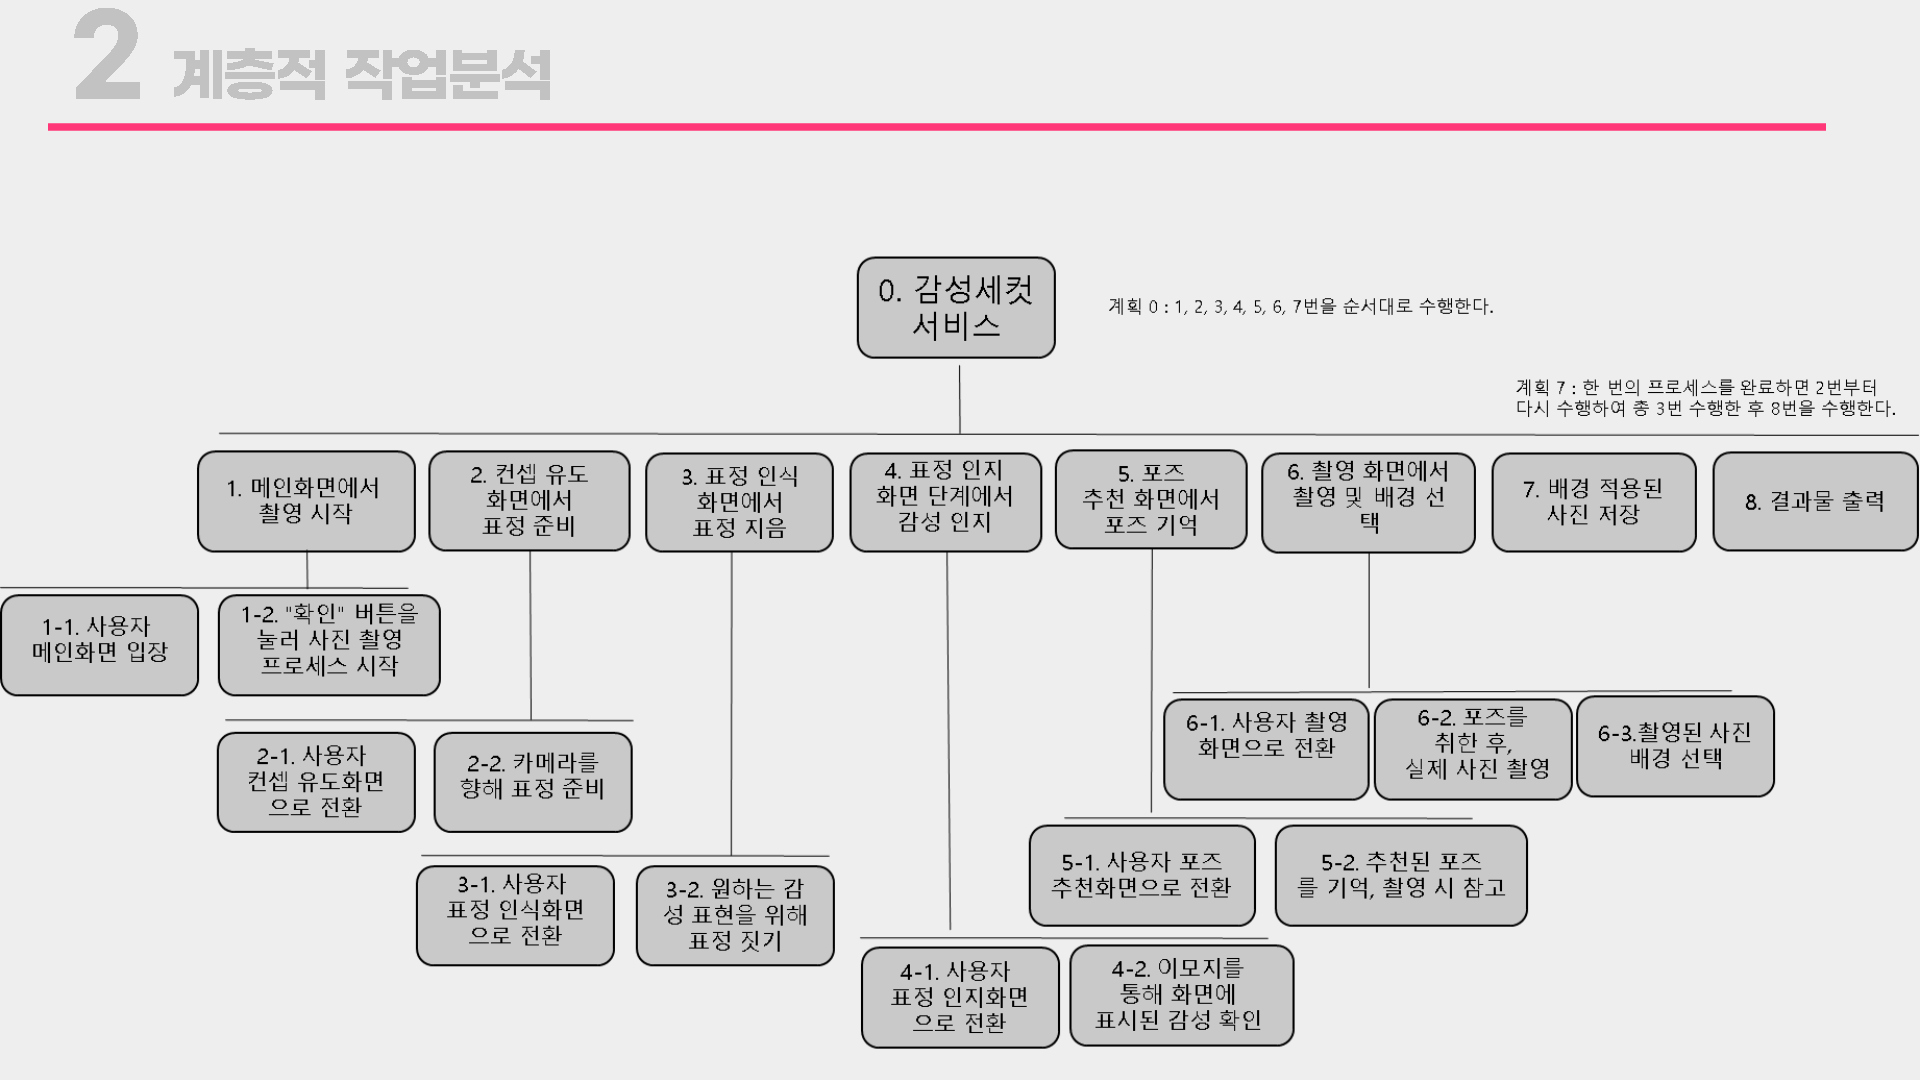 2 계층적 작업분석
0. 감성세컷
서비스
계획 0 : 1, 2, 3, 4, 5, 6, 7번을 순서대로 수행한다.
계획 7 : 한 번의 프로세스를 완료하면 2번부터
다시 수행하여 총 3번 수행한 후 8번을 수행한다.
1. 메인화면에서
촬영 시작
2. 컨셉 유도
화면에서
표정 준비
3. 표정 인식
화면에서
표정 지음
4. 표정 인지
화면 단계에서
감성 인지
5. 포즈
추천 화면에서
포즈 기억
6. 촬영 화면에서
촬영 및 배경 선
택
7. 배경 적용된
사진 저장
8. 결과물 출력
1-1. 사용자
메인화면 입장
1-2. "확인" 버튼을
눌러 사진 촬영
프로세스 시작
2-1. 사용자
컨셉 유도화면
으로 전환
2-2. 카메라를
향해 표정 준비
6-1. 사용자 촬영
화면으로 전환
6-2. 포즈를
취한 후,
실제 사진 촬영
6-3.촬영된 사진
배경 선택
3-1. 사용자
표정 인식화면
으로 전환
3-2. 원하는 감
성 표현을 위해
표정 짓기
5-1. 사용자 포즈
추천화면으로 전환
5-2. 추천된 포즈
를 기억, 촬영 시 참고
4-1. 사용자
표정 인지화면
으로 전환
4-2. 이모지를
통해 화면에
표시된 감성 확인